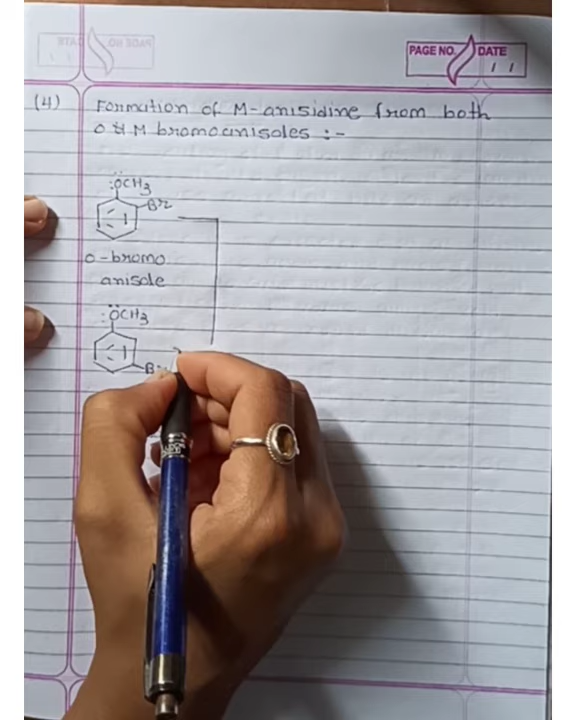 PAGE NO. DATE
/ /
(4) Formation of M-anisidine from both
O & M bromoanisoles :-
:ÖCH3
Br
O-bromo
anisole
:ÖCH3